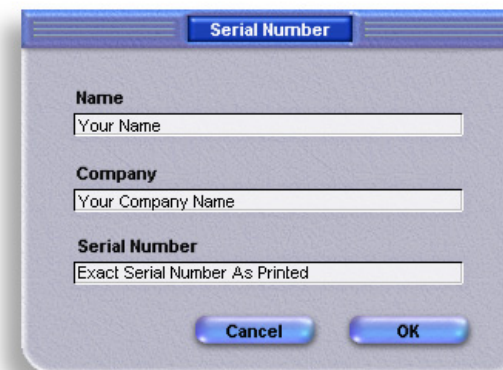 Serial Number
Name
Your Name
Company
Your Company Name
Serial Number
Exact Serial Number As Printed
Cancel OK